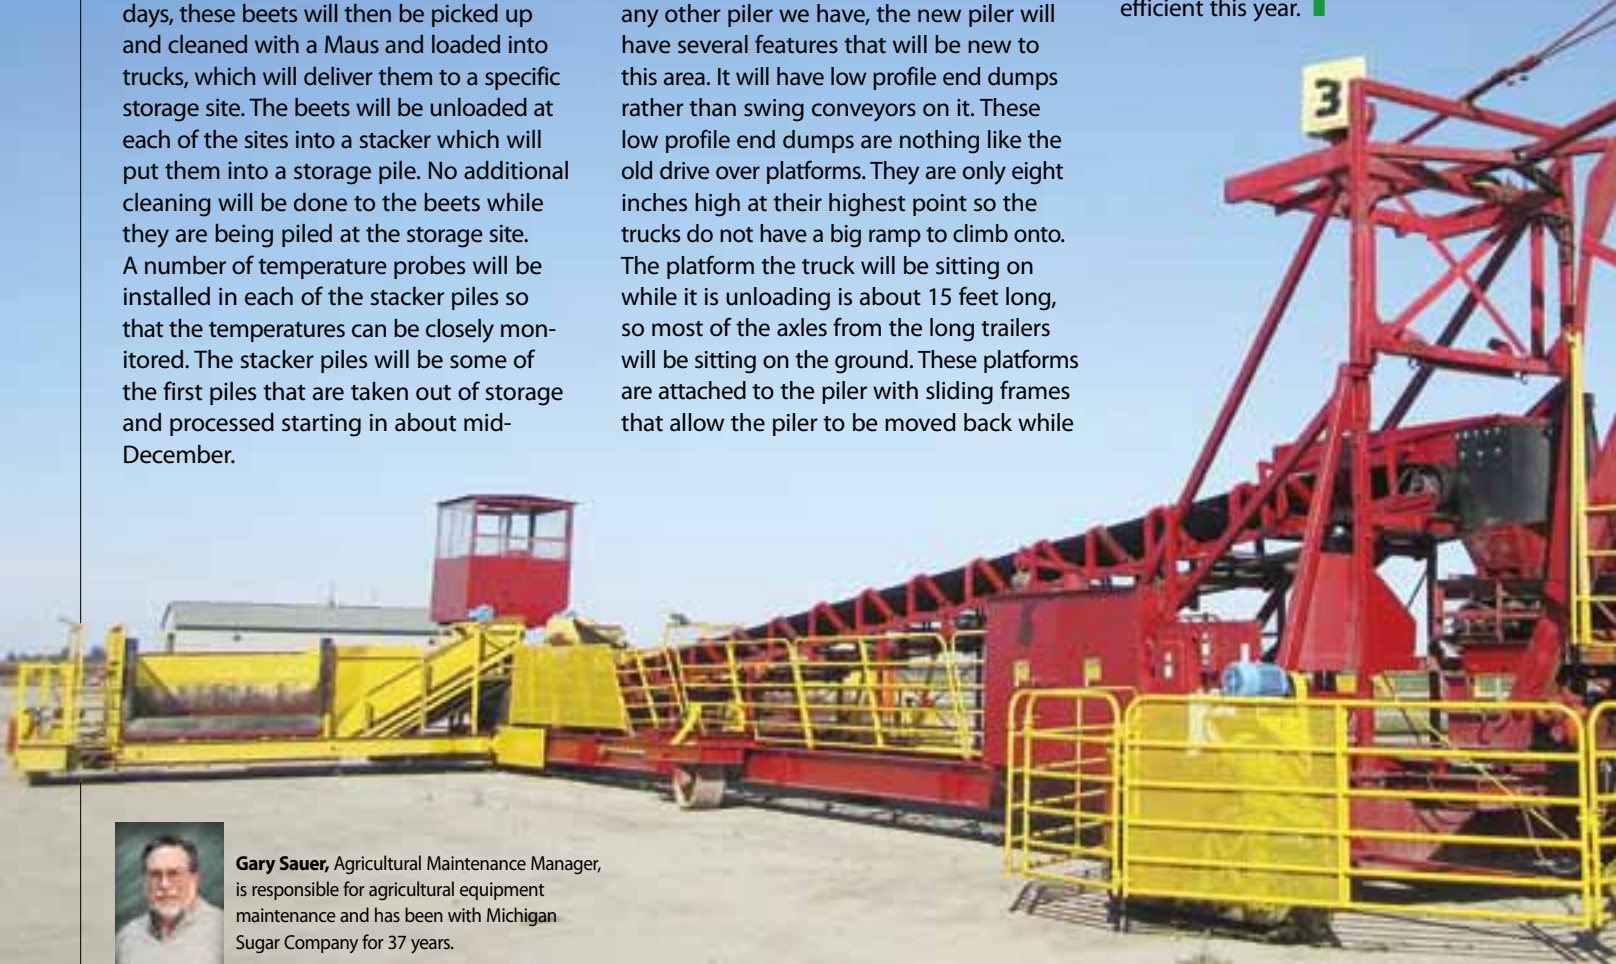 days, these beets will then be picked up
and cleaned with a Maus and loaded into
trucks, which will deliver them to a specific
storage site. The beets will be unloaded at
each of the sites into a stacker which will
put them into a storage pile. No additional
cleaning will be done to the beets while
they are being piled at the storage site.
A number of temperature probes will be
installed in each of the stacker piles so
that the temperatures can be closely mon-
itored. The stacker piles will be some of
the first piles that are taken out of storage
and processed starting in about mid-
December.
any other piler we have, the new piler will
have several features that will be new to
this area. It will have low profile end dumps
rather than swing conveyors on it. These
low profile end dumps are nothing like the
old drive over platforms. They are only eight
inches high at their highest point so the
trucks do not have a big ramp to climb onto.
The platform the truck will be sitting on
while it is unloading is about 15 feet long,
so most of the axles from the long trailers
will be sitting on the ground. These platforms
are attached to the piler with sliding frames
that allow the piler to be moved back while
efficient this year.
3
Gary Sauer, Agricultural Maintenance Manager,
is responsible for agricultural equipment
maintenance and has been with Michigan
Sugar Company for 37 years.